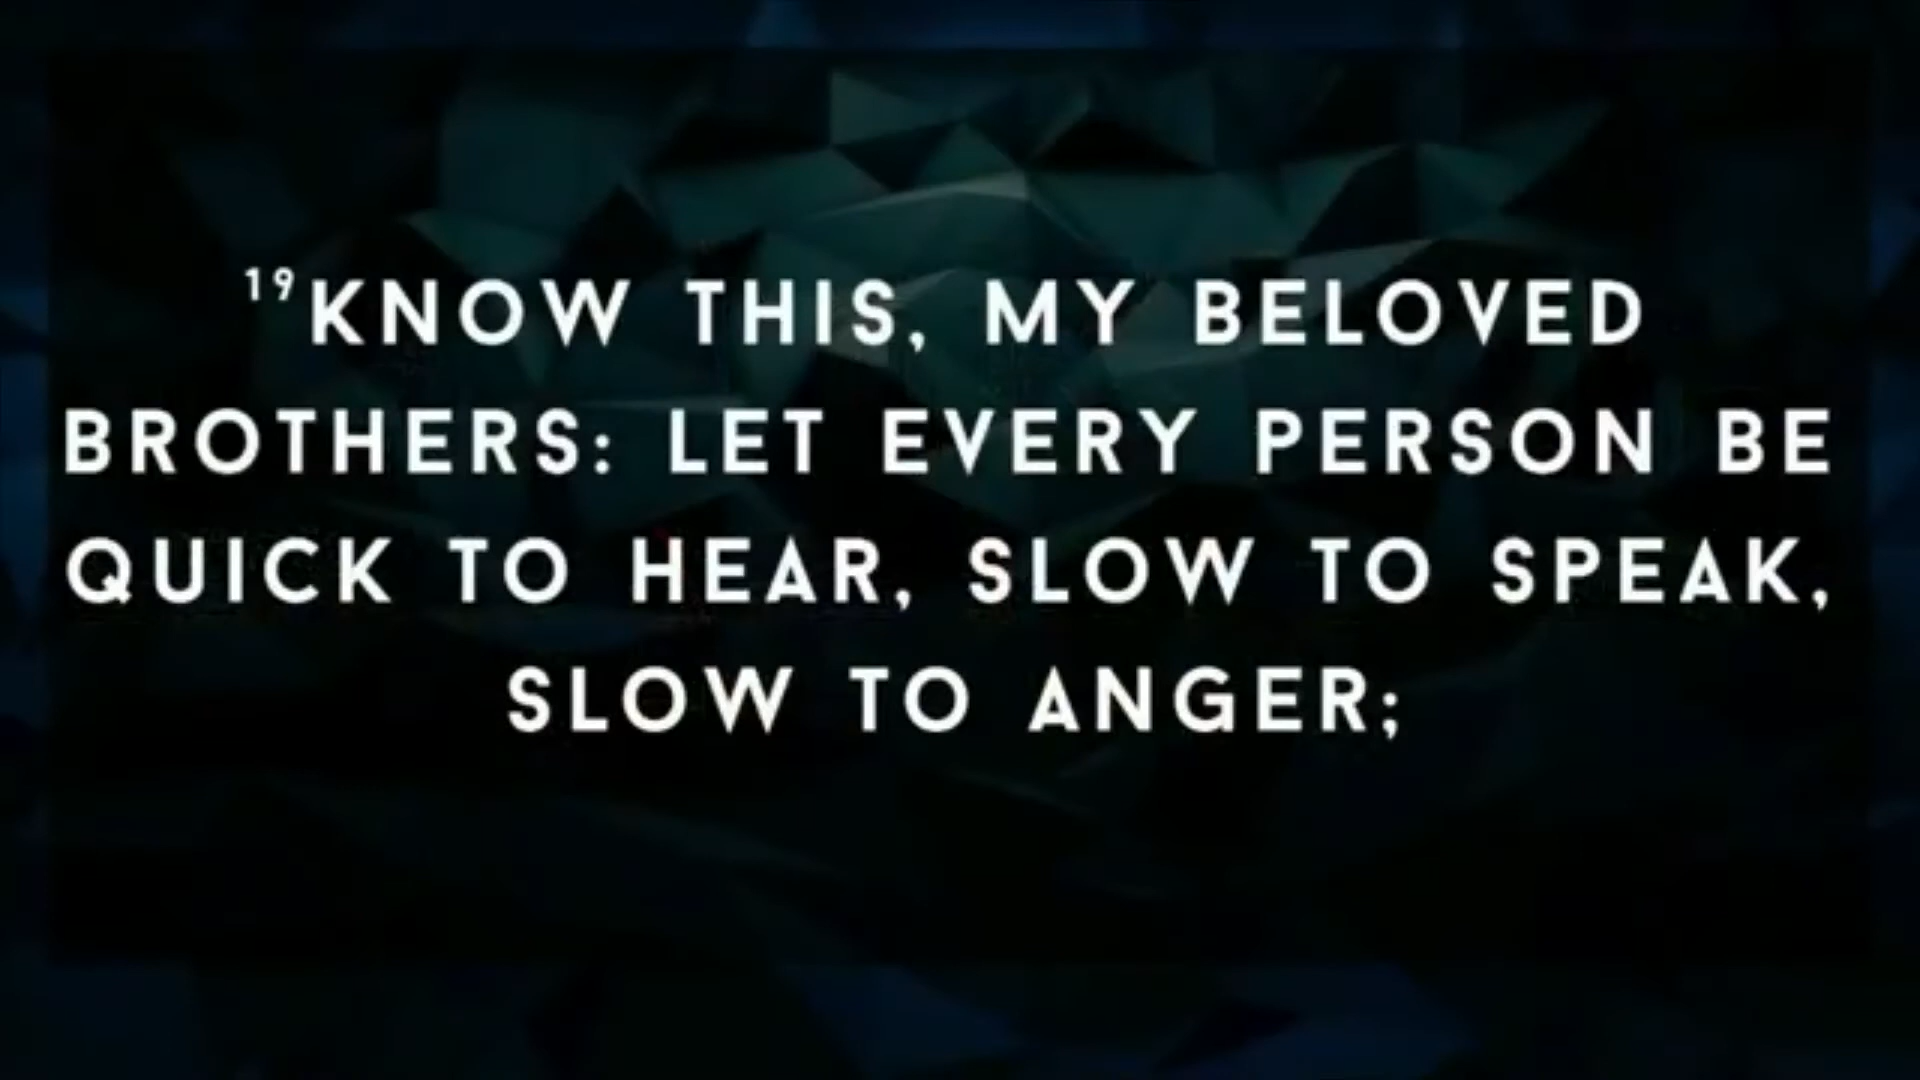 19KNOW THIS, MY BELOVED
BROTHERS: LET EVERY PERSON BE
QUICK TO HEAR, SLOW TO SPEAK,
SLOW TO ANGER;